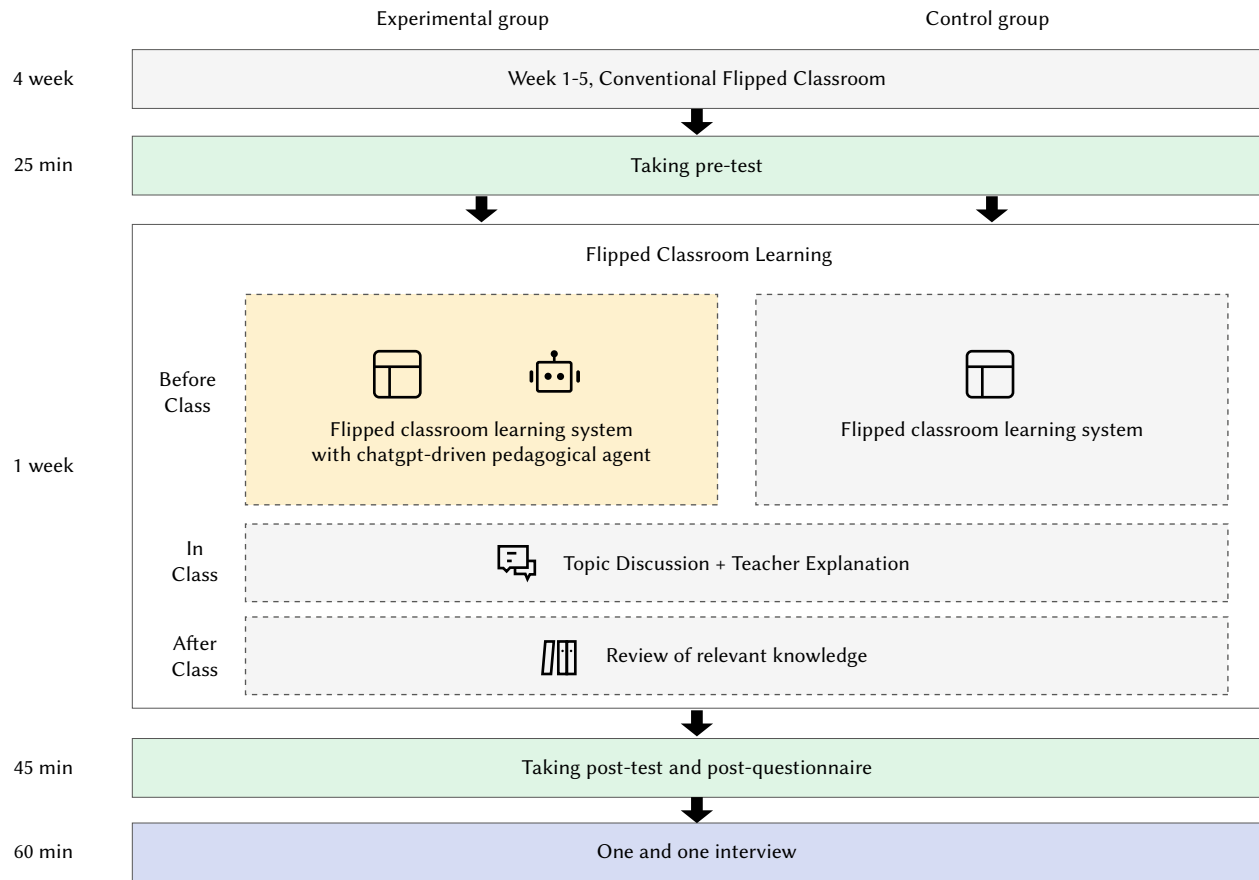 Experimental group
Control group
4 week
Week 1-5, Conventional Flipped Classroom
25 min
Taking pre-test
Flipped Classroom Learning
1 week
Before
Class
Flipped classroom learning system
with chatgpt-driven pedagogical agent
Flipped classroom learning system
In
Class
Topic Discussion + Teacher Explanation
After
Class
Review of relevant knowledge
45 min
Taking post-test and post-questionnaire
60 min
One and one interview